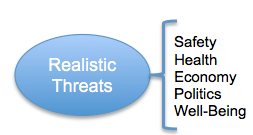 Realistic
Threats
Safety
Health
Economy
Politics
Well-Being